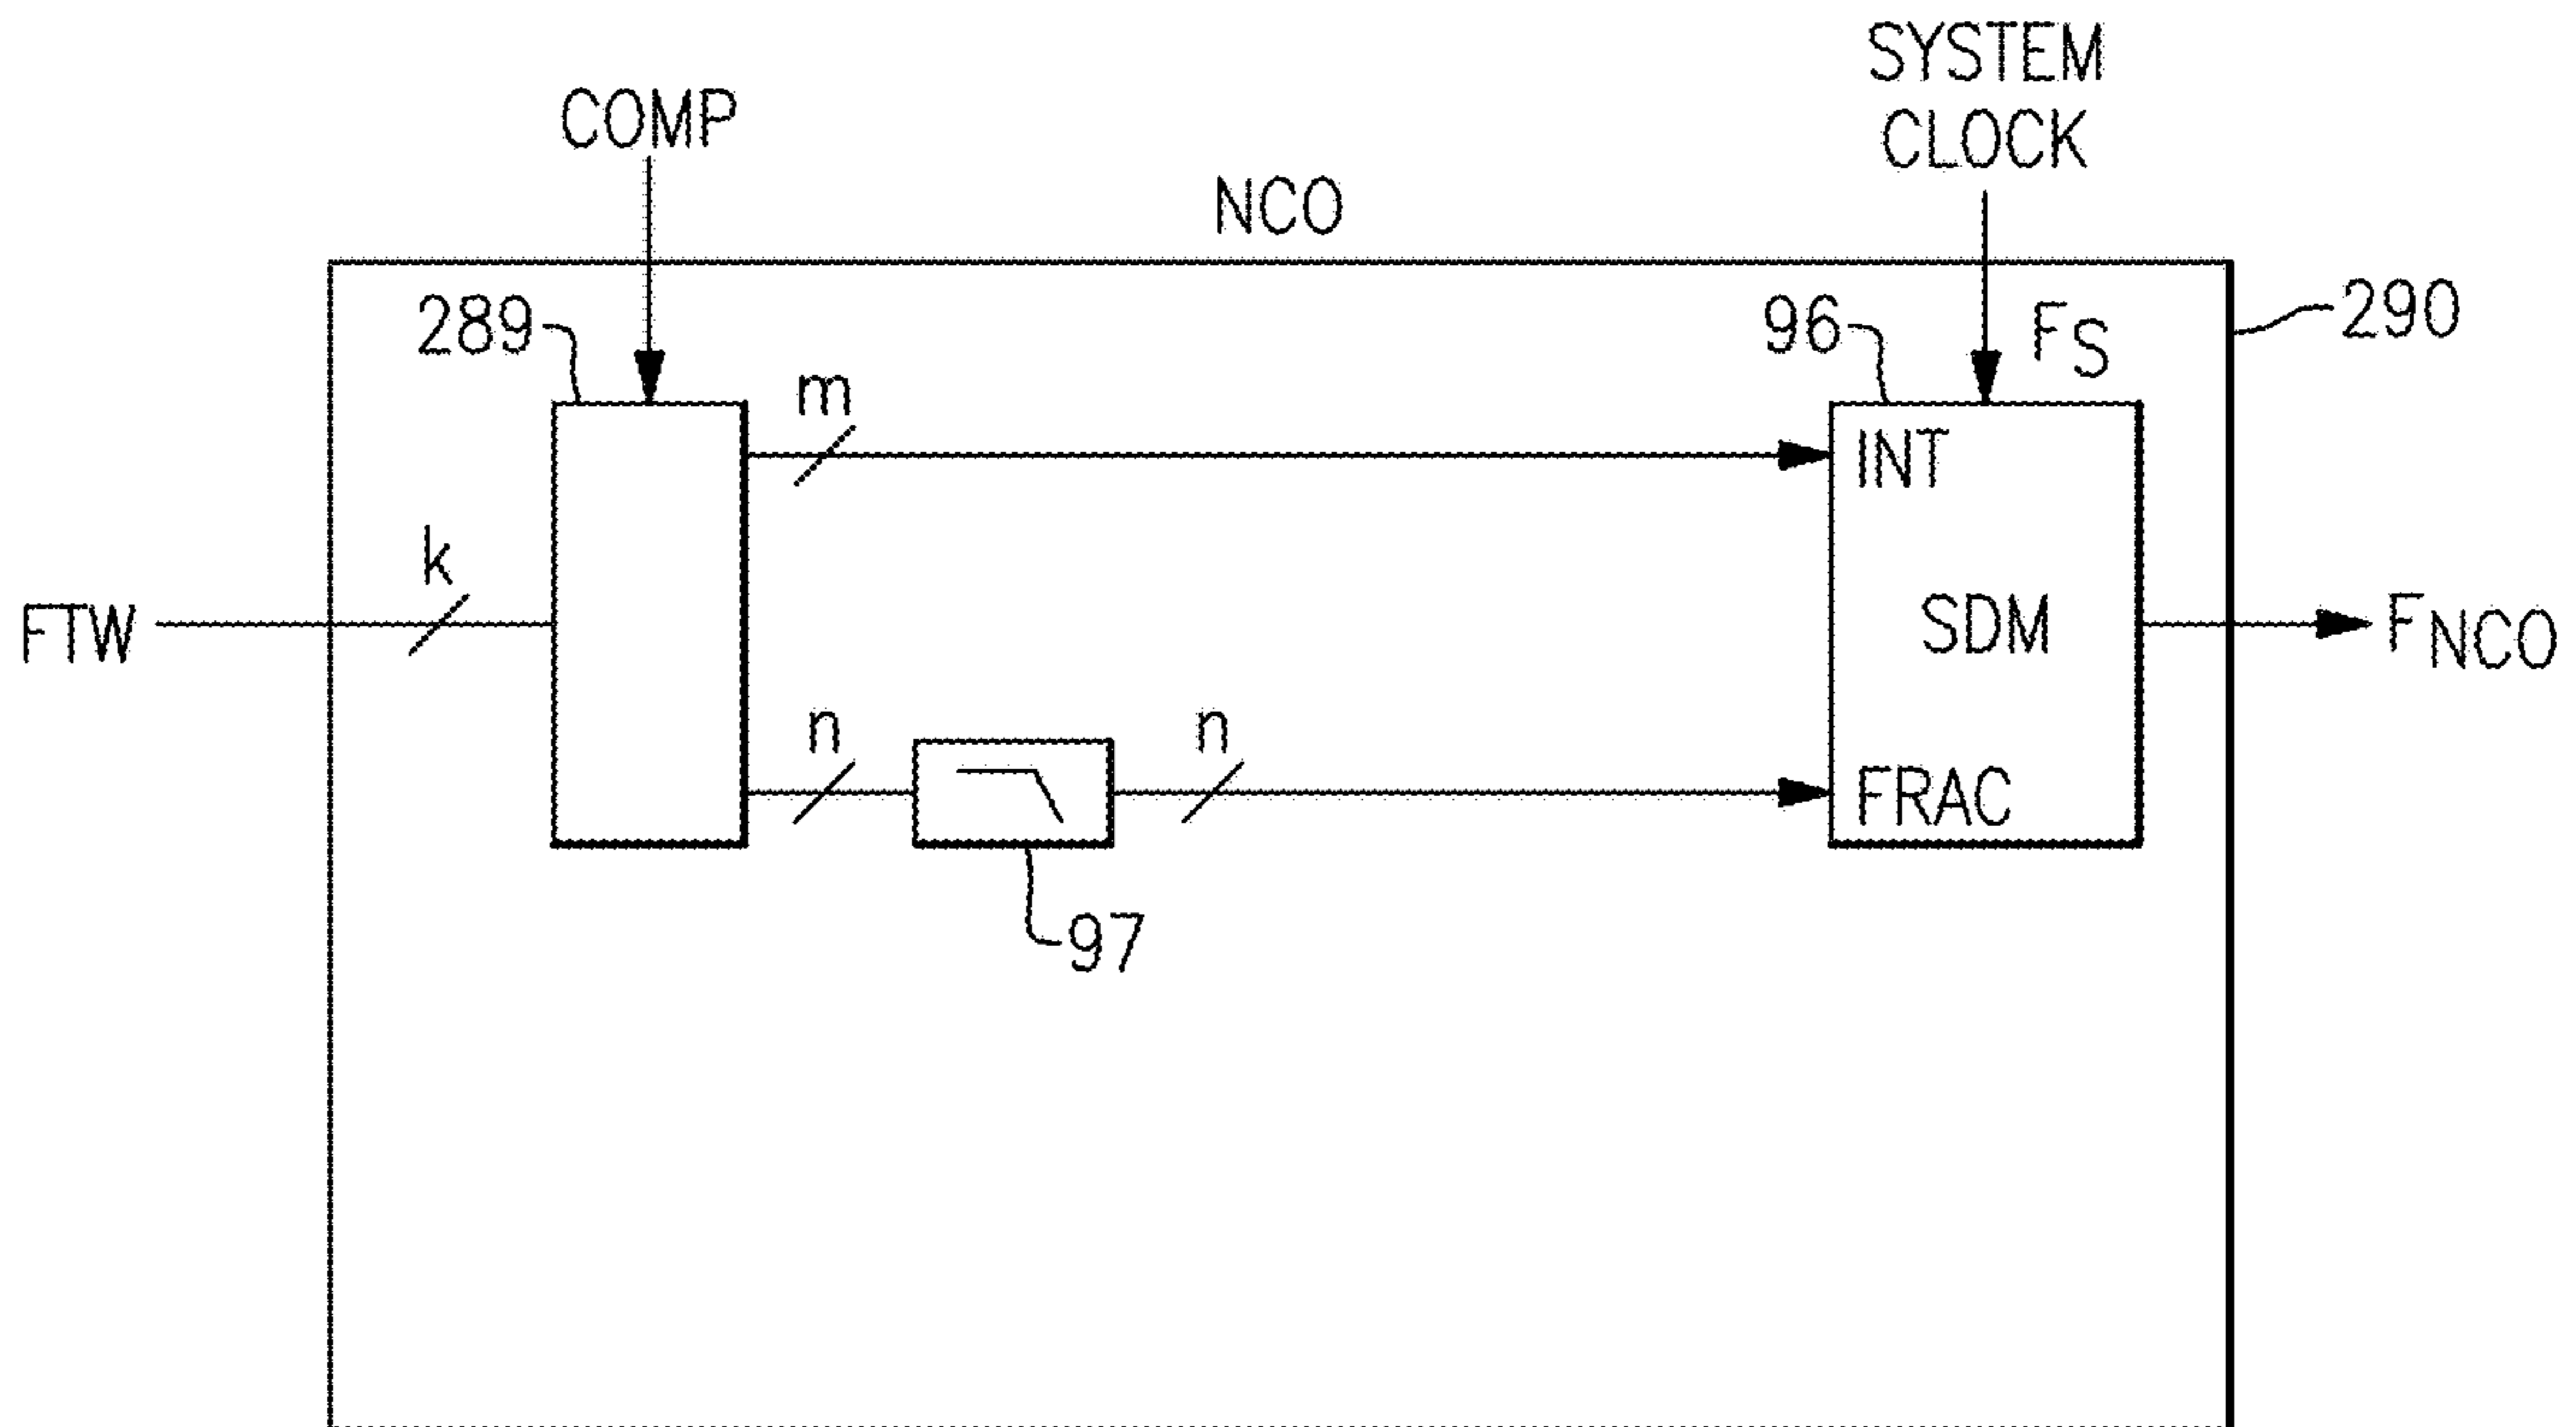 SYSTEM
CLOCK
COMP
NCO
289
96
FS
290
m
INT
k
FTW
SDM
FNCO
n
n
FRAC
97